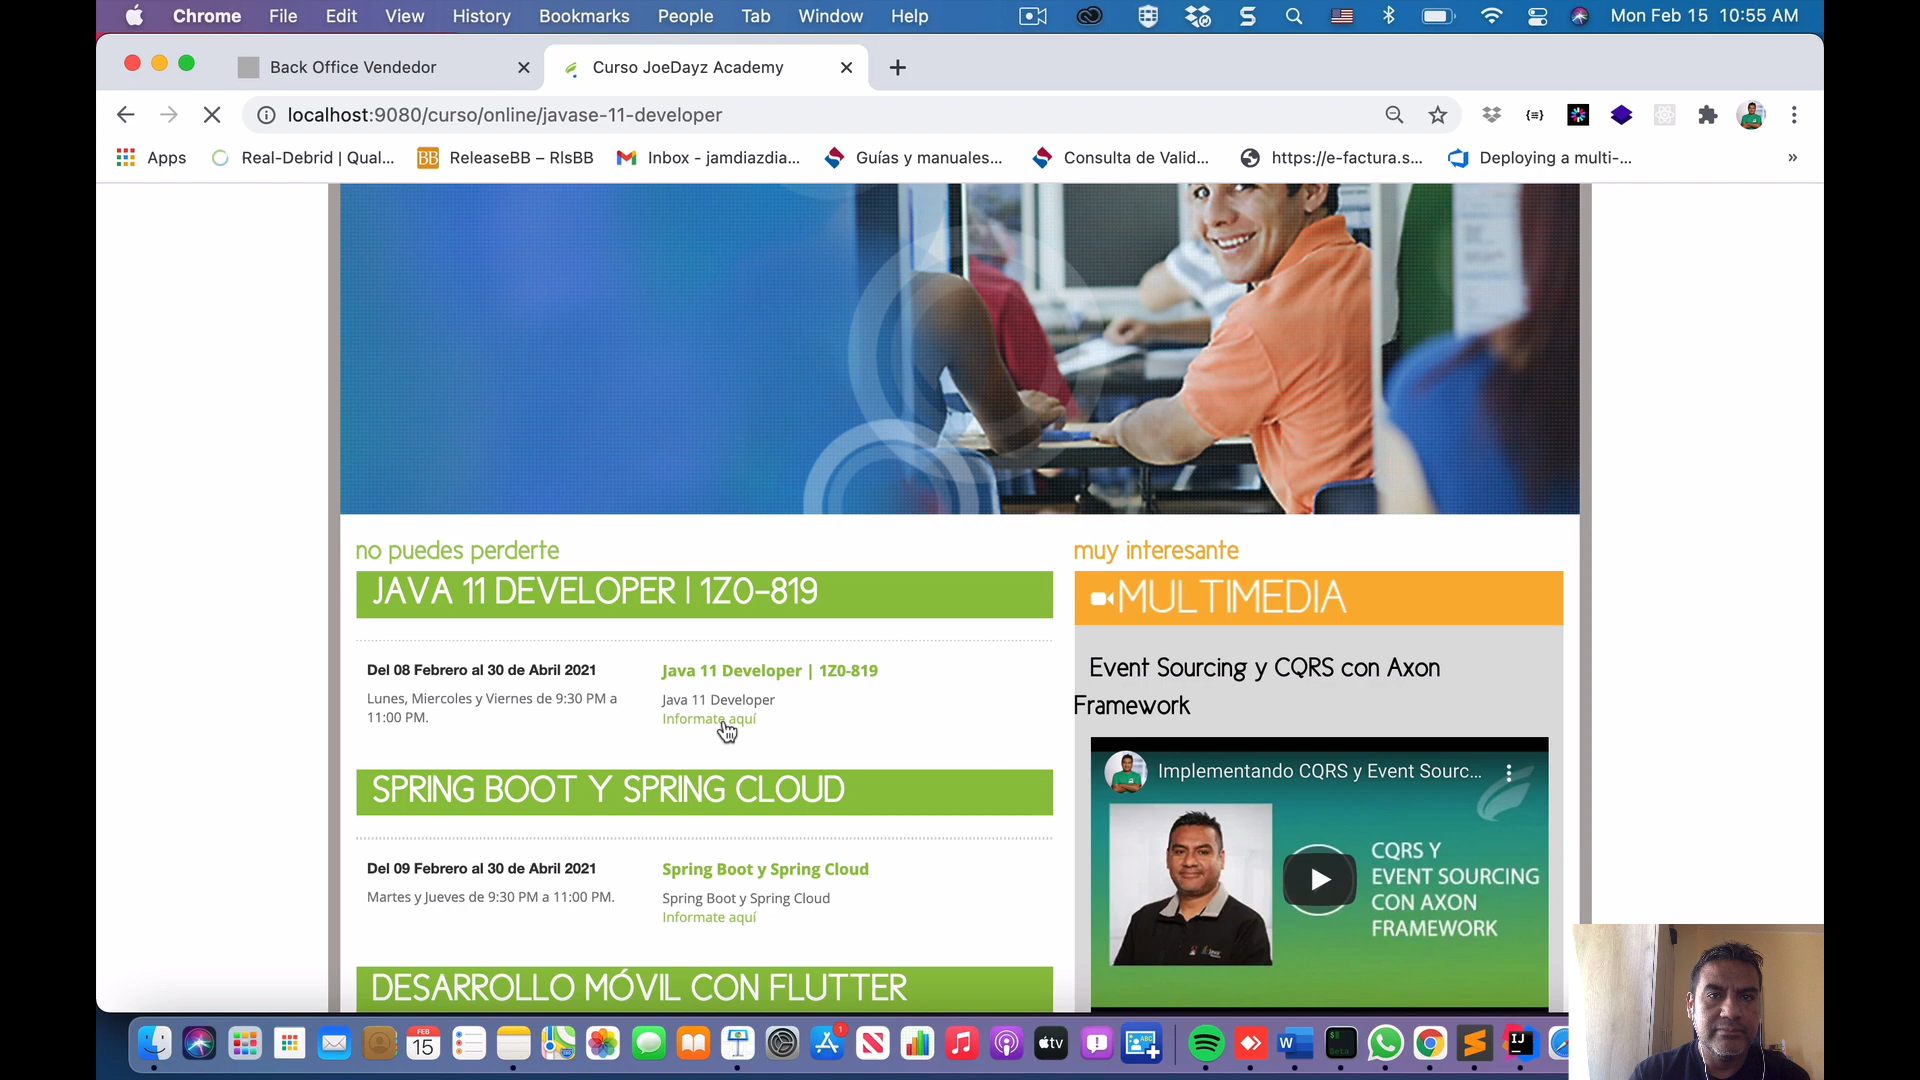 Chrome File Edit View History Bookmarks People Tab Window Help Mon Feb 15 10:55 AM
Back Office Vendedor
Curso JoeDayz Academy
localhost:9080/curso/online/javase-11-developer
Apps Real-Debrid | Qual... BB ReleaseBB – RlsBB Inbox - jamdiazdia... Guías y manuales... Consulta de Valid... https://e-factura.s... Deploying a multi-... »
no puedes perderte
JAVA 11 DEVELOPER | 1Z0-819
Del 08 Febrero al 30 de Abril 2021
Lunes, Miercoles y Viernes de 9:30 PM a
11:00 PM.
Java 11 Developer | 1Z0-819
Java 11 Developer
Informate aquí
SPRING BOOT Y SPRING CLOUD
Del 09 Febrero al 30 de Abril 2021
Martes y Jueves de 9:30 PM a 11:00 PM.
Spring Boot y Spring Cloud
Spring Boot y Spring Cloud
Informate aquí
DESARROLLO MÓVIL CON FLUTTER
muy interesante
MULTIMEDIA
Event Sourcing y CQRS con Axon
Framework
Implementando CQRS y Event Sourc...
CQRS Y
EVENT SOURCING
CON AXON
FRAMEWORK
FEB
15
1
tv
ABC
W
IJ